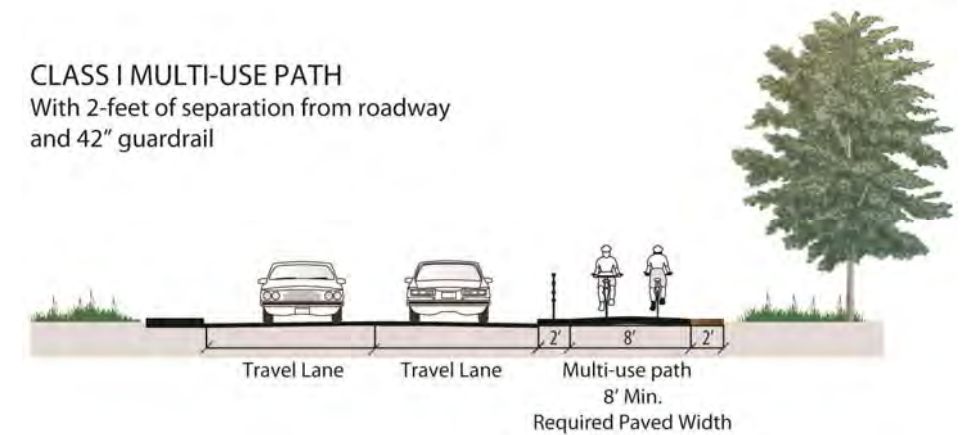 CLASS I MULTI-USE PATH
With 2-feet of separation from roadway
and 42" guardrail
2' 8' 2'
Travel Lane Travel Lane Multi-use path
8' Min.
Required Paved Width